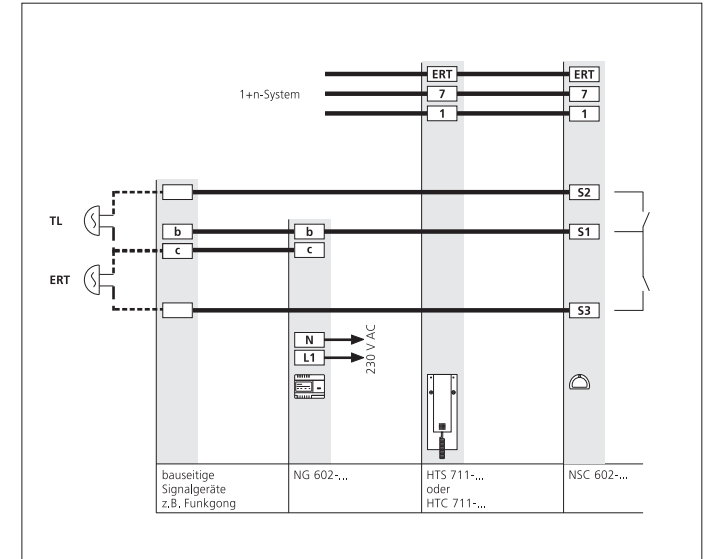 ERT ERT
1+n-System 7 7
1 1
S2
TL
b b S1
c c
ERT
S3
N
L1
230 V AC
bauseitige
Signalgeräte
z.B. Funkgong
NG 602-...
HTS 711-...
oder
HTC 711-...
NSC 602-...